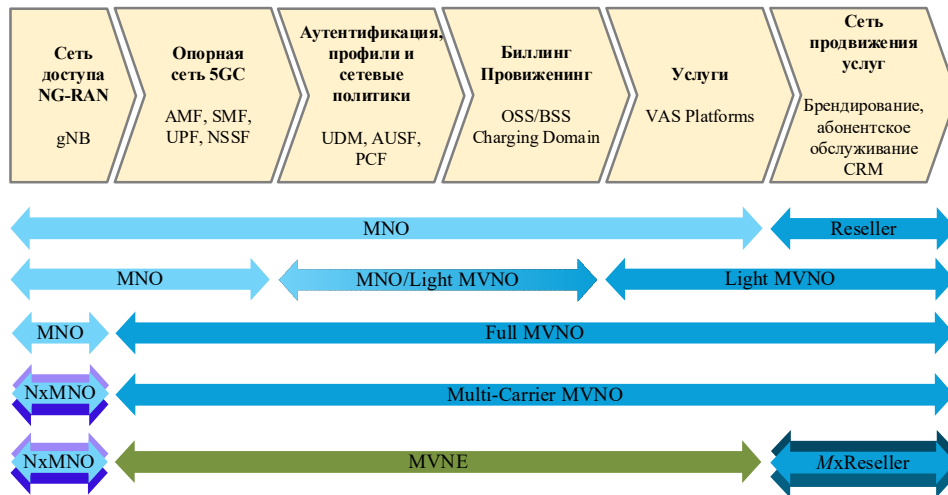 Сеть
доступа
NG-RAN
gNB
Опорная
сеть 5GC
AMF, SMF,
UPF, NSSF
Аутентификация,
профили и
сетевые
политики
UDM, AUSF,
PCF
Биллинг
Провиженинг
OSS/BSS
Charging Domain
Услуги
VAS Platforms
Сеть
продвижения
услуг
Брендирование,
абонентское
обслуживание
CRM
MNO
Reseller
MNO
MNO/Light MVNO
Light MVNO
MNO
Full MVNO
NxMNO
Multi-Carrier MVNO
NxMNO
MVNE
MxReseller